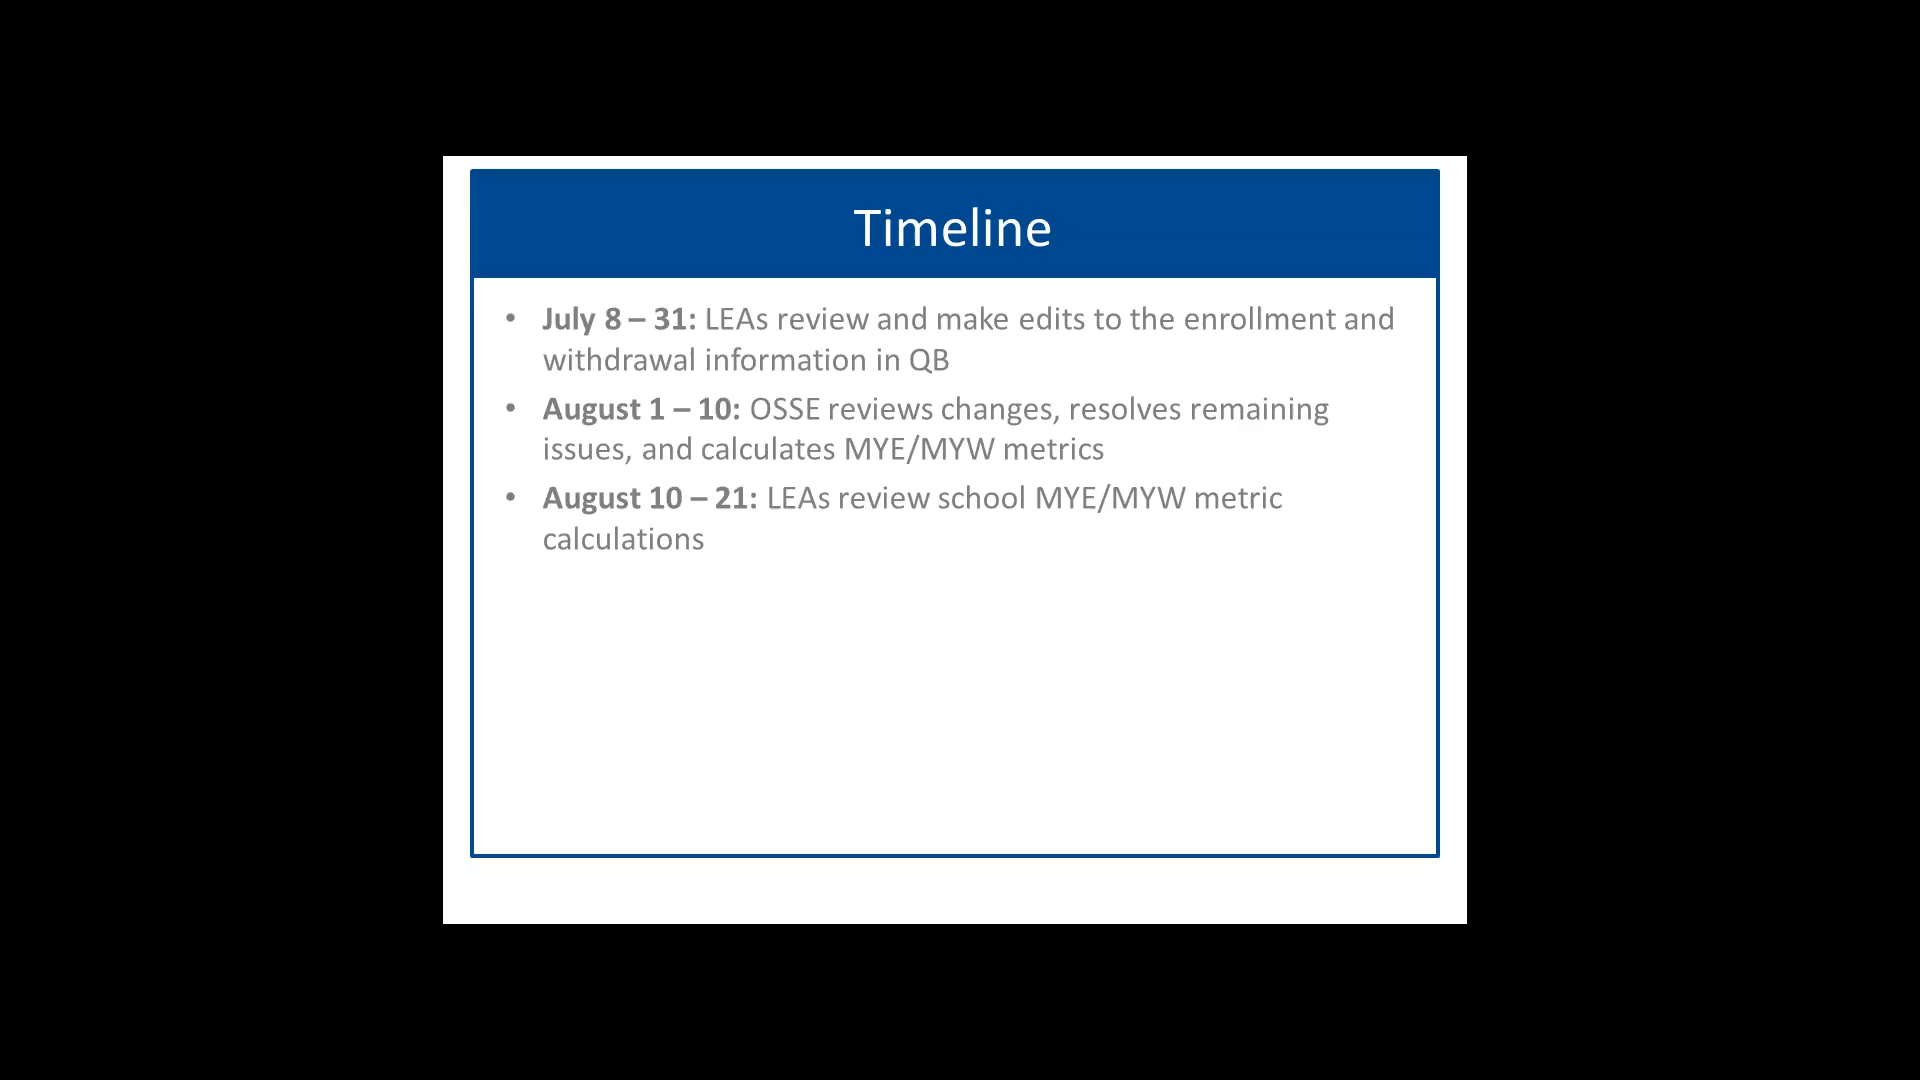 Timeline
• July 8 – 31: LEAs review and make edits to the enrollment and
withdrawal information in QB
• August 1 – 10: OSSE reviews changes, resolves remaining
issues, and calculates MYE/MYW metrics
• August 10 – 21: LEAs review school MYE/MYW metric
calculations